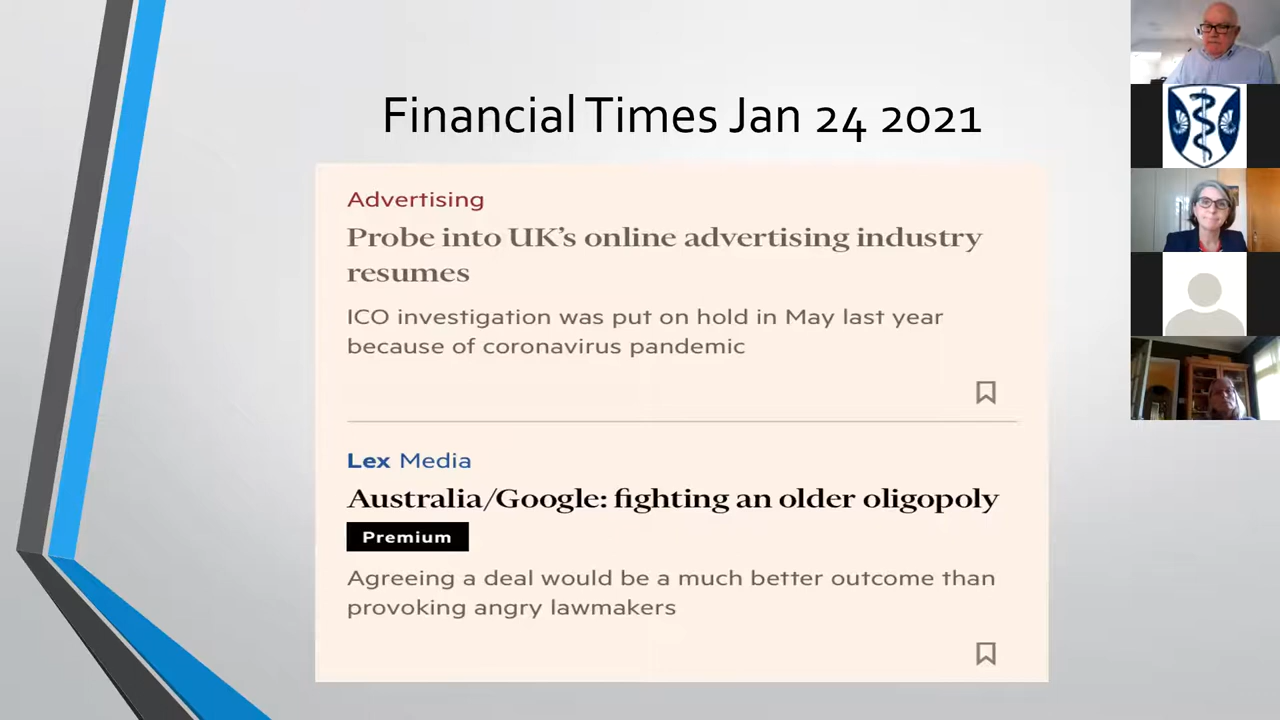 Financial Times Jan 24 2021
Advertising
Probe into UK's online advertising industry
resumes
ICO investigation was put on hold in May last year
because of coronavirus pandemic
Lex Media
Australia/Google: fighting an older oligopoly
Premium
Agreeing a deal would be a much better outcome than
provoking angry lawmakers